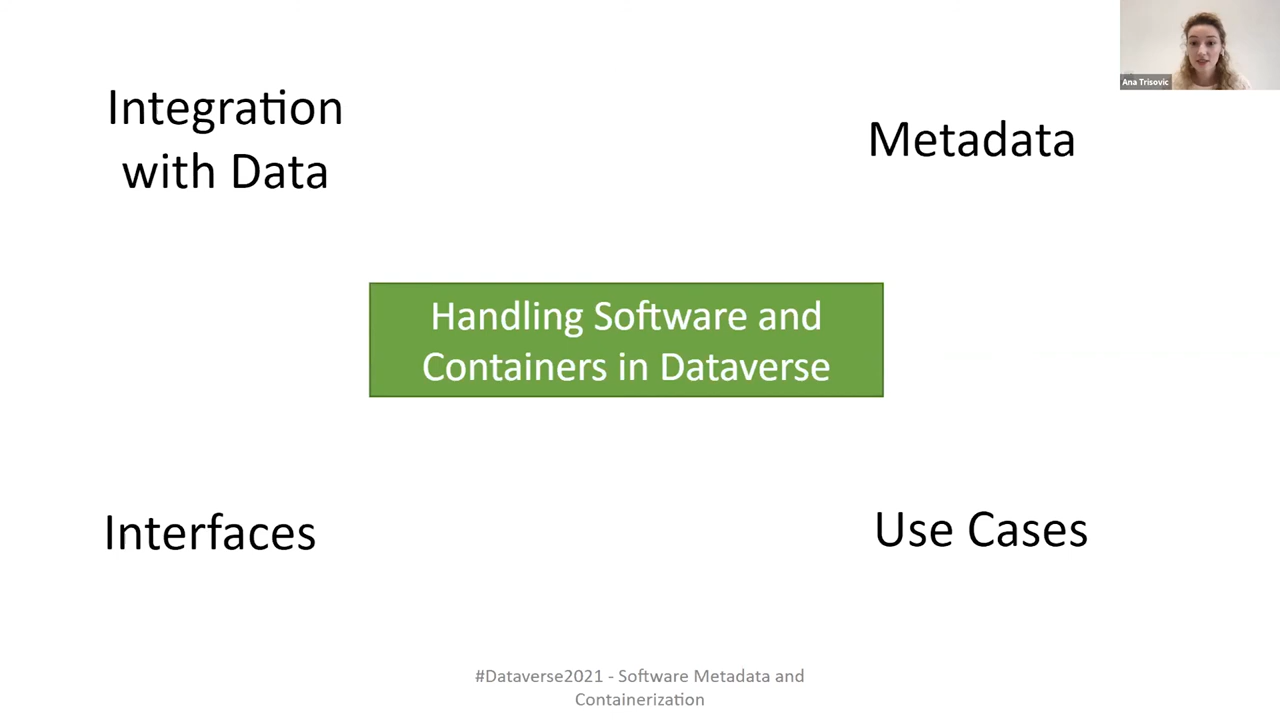 Ana Trisovic
Integration
with Data
Metadata
Handling Software and
Containers in Dataverse
Interfaces
Use Cases
#Dataverse2021 - Software Metadata and
Containerization